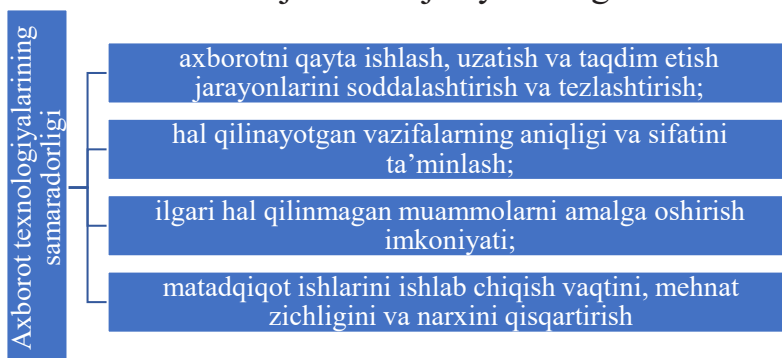 Axborot texnologiyalarining
samaradorligi
axborotni qayta ishlash, uzatish va taqdim etish
jarayonlarini soddalashtirish va tezlashtirish;
hal qilinayotgan vazifalarning aniqligi va sifatini
ta’minlash;
ilgari hal qilinmagan muammolarni amalga oshirish
imkoniyati;
matadqiqot ishlarini ishlab chiqish vaqtini, mehnat
zichligini va narxini qisqartirish